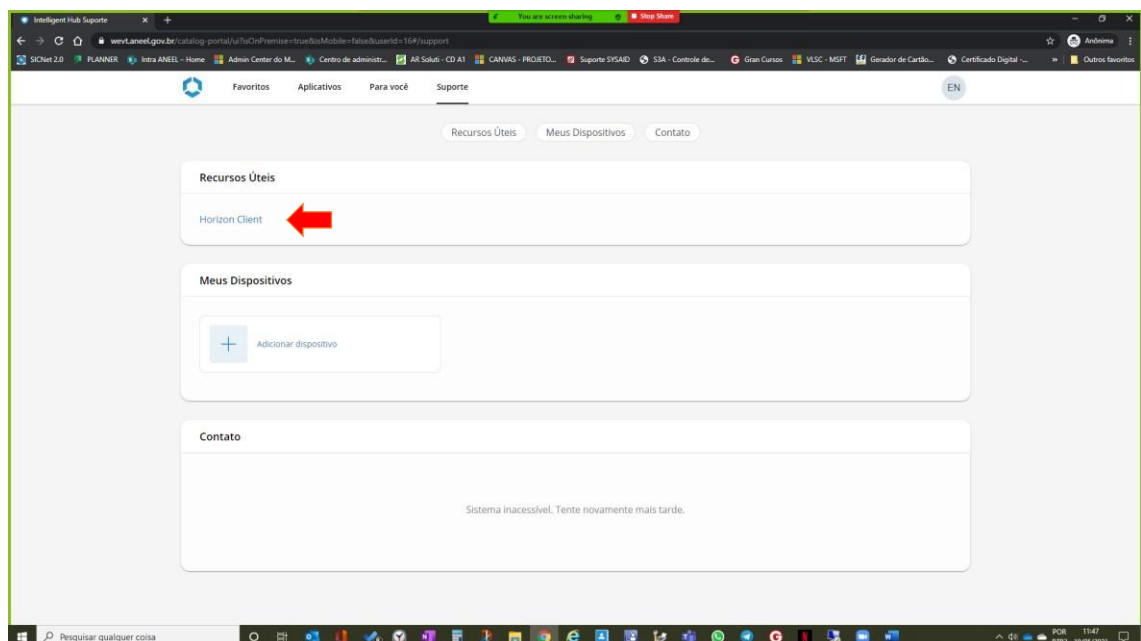 Intelligent Hub Suporte
You are screen sharing
Stop Share
wevt.aneel.gov.br/catalog-portal/ui?isOnPremise=true&isMobile=false&userId=16#/support
Anônima
SICNet 2.0 PLANNER Intra ANEEL - Home Admin Center do M... Centro de administr... AR Soluti - CD A1 CANVAS - PROJETO... Suporte SYSAID S3A - Controle de... Gran Cursos VLSC - MSFT Gerador de Cartão... Certificado Digital -... » Outros favoritos
Favoritos Aplicativos Para você Suporte EN
Recursos Úteis Meus Dispositivos Contato
Recursos Úteis
Horizon Client
Meus Dispositivos
Adicionar dispositivo
Contato
Sistema inacessível. Tente novamente mais tarde.
Pesquisar qualquer coisa
POR 11:47